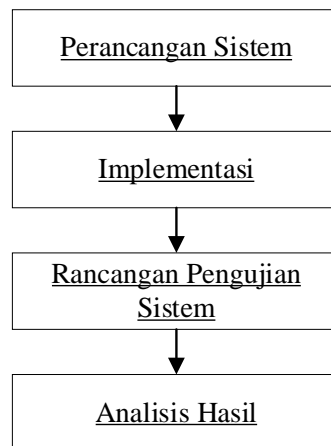 Perancangan Sistem
Implementasi
Rancangan Pengujian
Sistem
Analisis Hasil